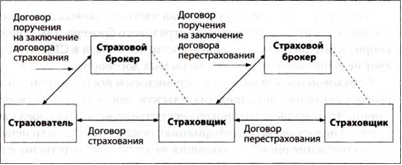 Договор
поручения
на заключение
договора
страхования
Страховой
брокер
Договор
поручения
на заключение
договора
перестрахования
Страховой
брокер
Страхователь
Договор
страхования
Страховщик
Договор
перестрахования
Страховщик